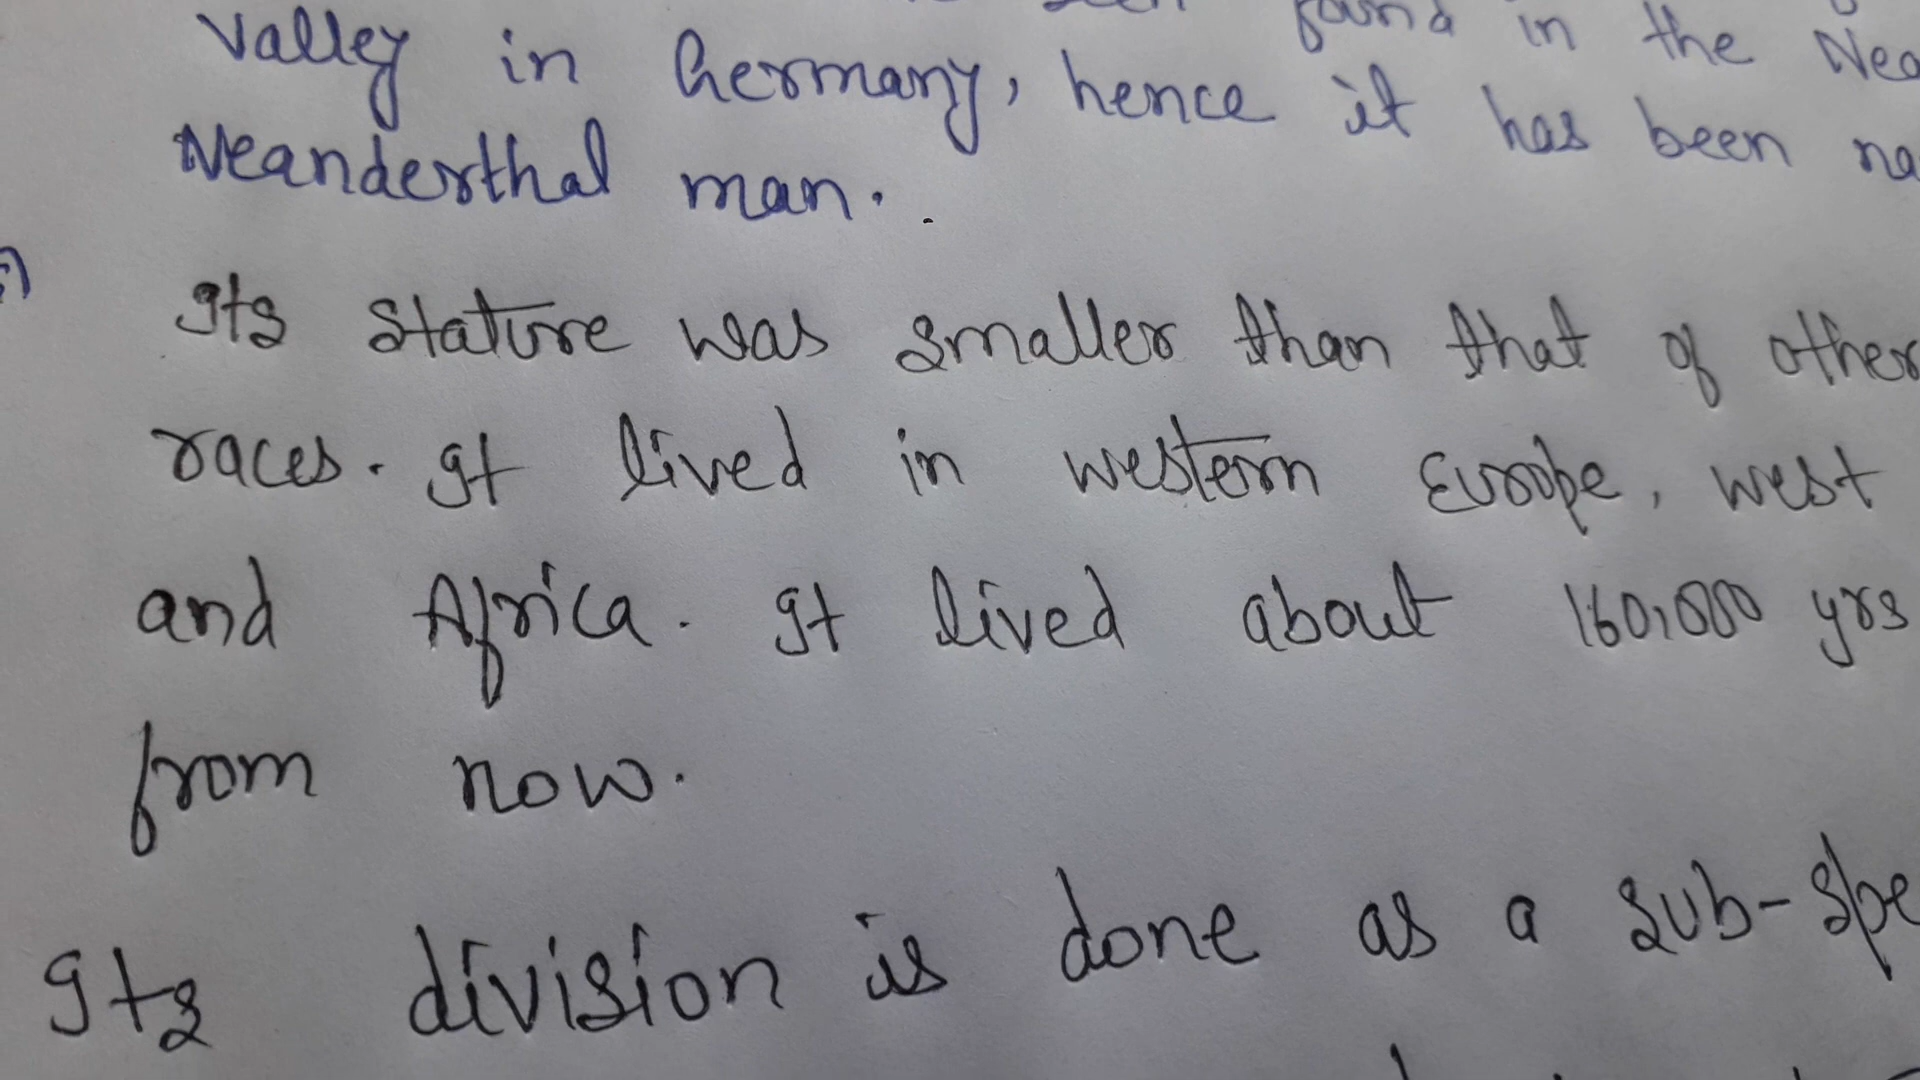 found in the
Valley in Germany, hence it has been
Neanderthal man.
Its stature was smaller than that of other
races. It lived in western Europe, west
and Africa. It lived about 160,000 yrs
from now.
Its division is done as a sub-spe